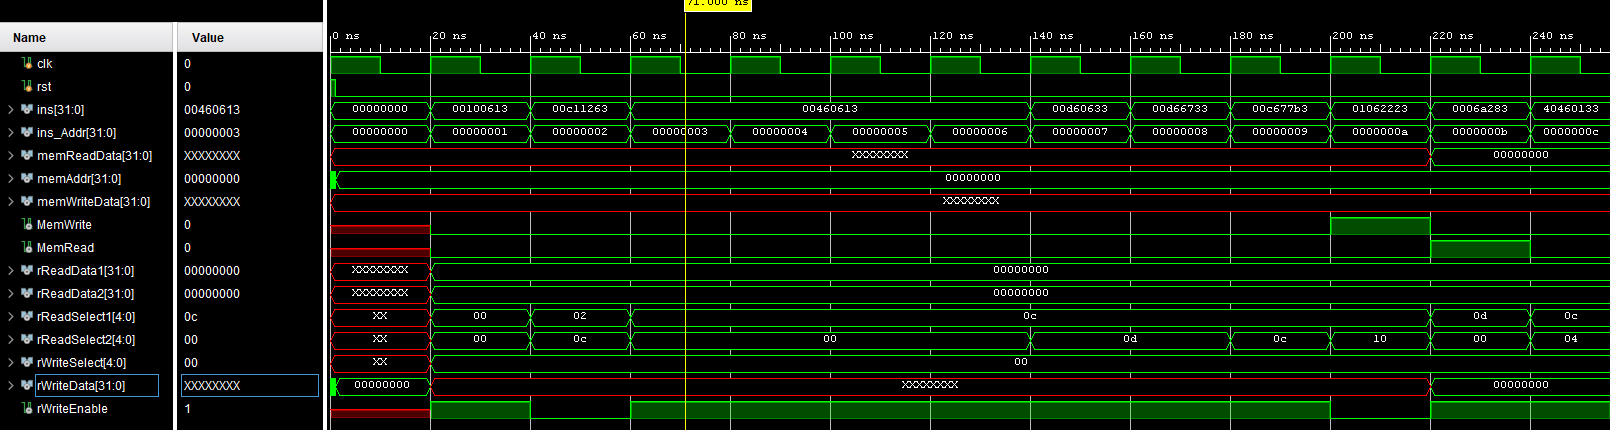 71.000 ns
Name Value 0 ns 20 ns 40 ns 60 ns 80 ns 100 ns 120 ns 140 ns 160 ns 180 ns 200 ns 220 ns 240 ns
clk 0
rst 0
ins[31:0] 00460613 00000000 00100613 00c11263 00460613 00d60633 00d66733 00c677b3 01062223 0006a283 40460133
ins_Addr[31:0] 00000003 00000000 00000001 00000002 00000003 00000004 00000005 00000006 00000007 00000008 00000009 0000000a 0000000b 0000000c
memReadData[31:0] XXXXXXXX XXXXXXXX 00000000
memAddr[31:0] 00000000 00000000
memWriteData[31:0] XXXXXXXX XXXXXXXX
MemWrite 0
MemRead 0
rReadData1[31:0] 00000000 XXXXXXXX 00000000
rReadData2[31:0] 00000000 XXXXXXXX 00000000
rReadSelect1[4:0] 0c XX 00 02 0c 0d 0c
rReadSelect2[4:0] 00 XX 00 0c 00 0d 0c 10 00 04
rWriteSelect[4:0] 00 XX 00
rWriteData[31:0] XXXXXXXX 00000000 XXXXXXXX 00000000
rWriteEnable 1